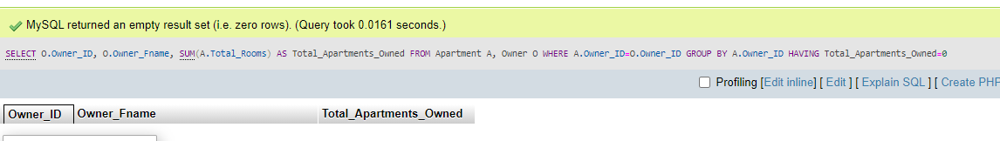 MySQL returned an empty result set (i.e. zero rows). (Query took 0.0161 seconds.)
SELECT O.Owner_ID, O.Owner_Fname, SUM(A.Total_Rooms) AS Total_Apartments_Owned FROM Apartment A, Owner O WHERE A.Owner_ID=O.Owner_ID GROUP BY A.Owner_ID HAVING Total_Apartments_Owned=0
Profiling [Edit inline] [ Edit ] [ Explain SQL ] [ Create PHP
Owner_ID Owner_Fname Total_Apartments_Owned